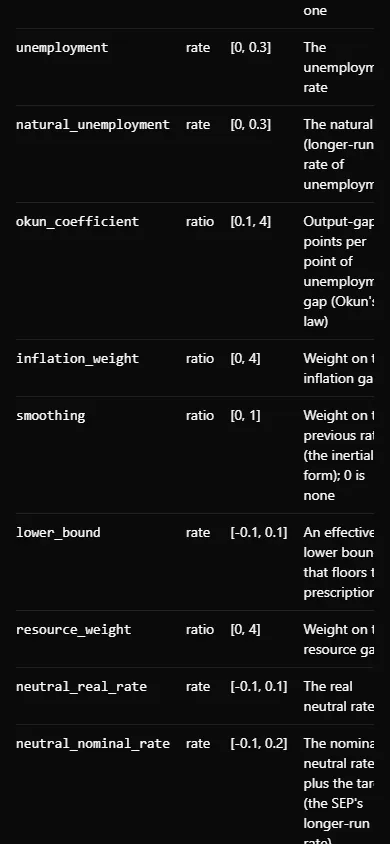 one
unemployment rate [0, 0.3] The
unemploym
rate
natural_unemployment rate [0, 0.3] The natural
(longer-run
rate of
unemploym
okun_coefficient ratio [0.1, 4] Output-gap
points per
point of
unemploym
gap (Okun's
law)
inflation_weight ratio [0, 4] Weight on t
inflation ga
smoothing ratio [0, 1] Weight on t
previous rat
(the inertial
form); 0 is
none
lower_bound rate [-0.1, 0.1] An effective
lower boun
that floors t
prescription
resource_weight ratio [0, 4] Weight on t
resource ga
neutral_real_rate rate [-0.1, 0.1] The real
neutral rate
neutral_nominal_rate rate [-0.1, 0.2] The nomina
neutral rate
plus the tar
(the SEP's
longer-run
rate)